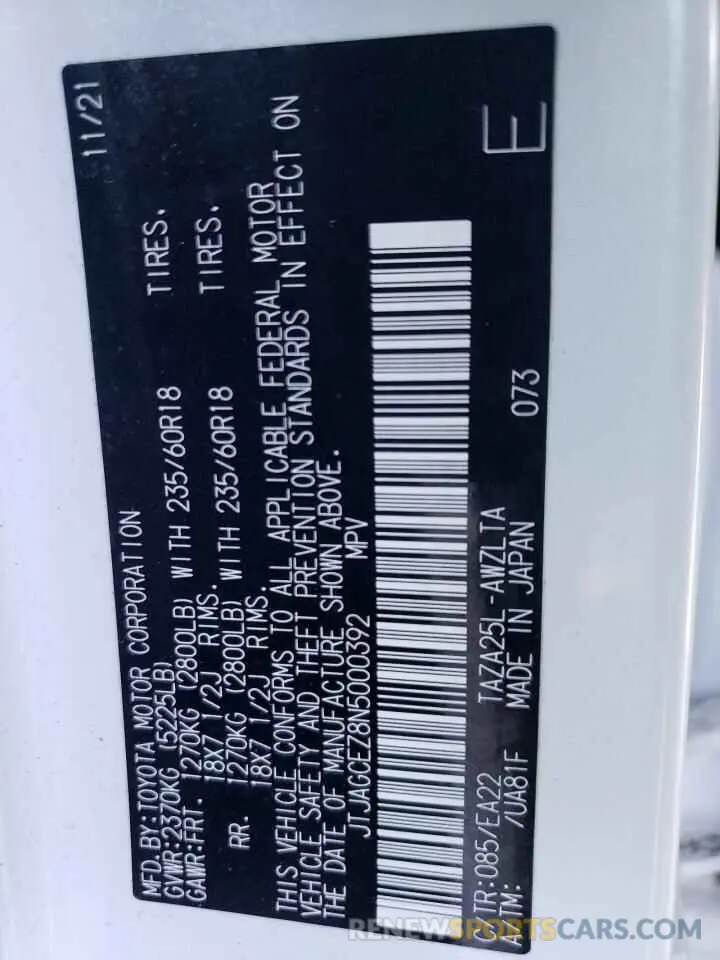 MFD.BY:TOYOTA MOTOR CORPORATION 11/21
GVWR:2370KG (5225LB)
GAWR:FRT. 1270KG (2800LB) WITH 235/60R18 TIRES.
18X7 1/2J RIMS.
RR. 1270KG (2800LB) WITH 235/60R18 TIRES.
18X7 1/2J RIMS.
THIS VEHICLE CONFORMS TO ALL APPLICABLE FEDERAL MOTOR
VEHICLE SAFETY AND THEFT PREVENTION STANDARDS IN EFFECT ON
THE DATE OF MANUFACTURE SHOWN ABOVE.
JTJAGCEZ8N5000392 MPV
C/TR:085/EA22 TAZA25L-AWZLTA 073 E
A/TM: /UA81F MADE IN JAPAN
RENEWSPORTSCARS.COM